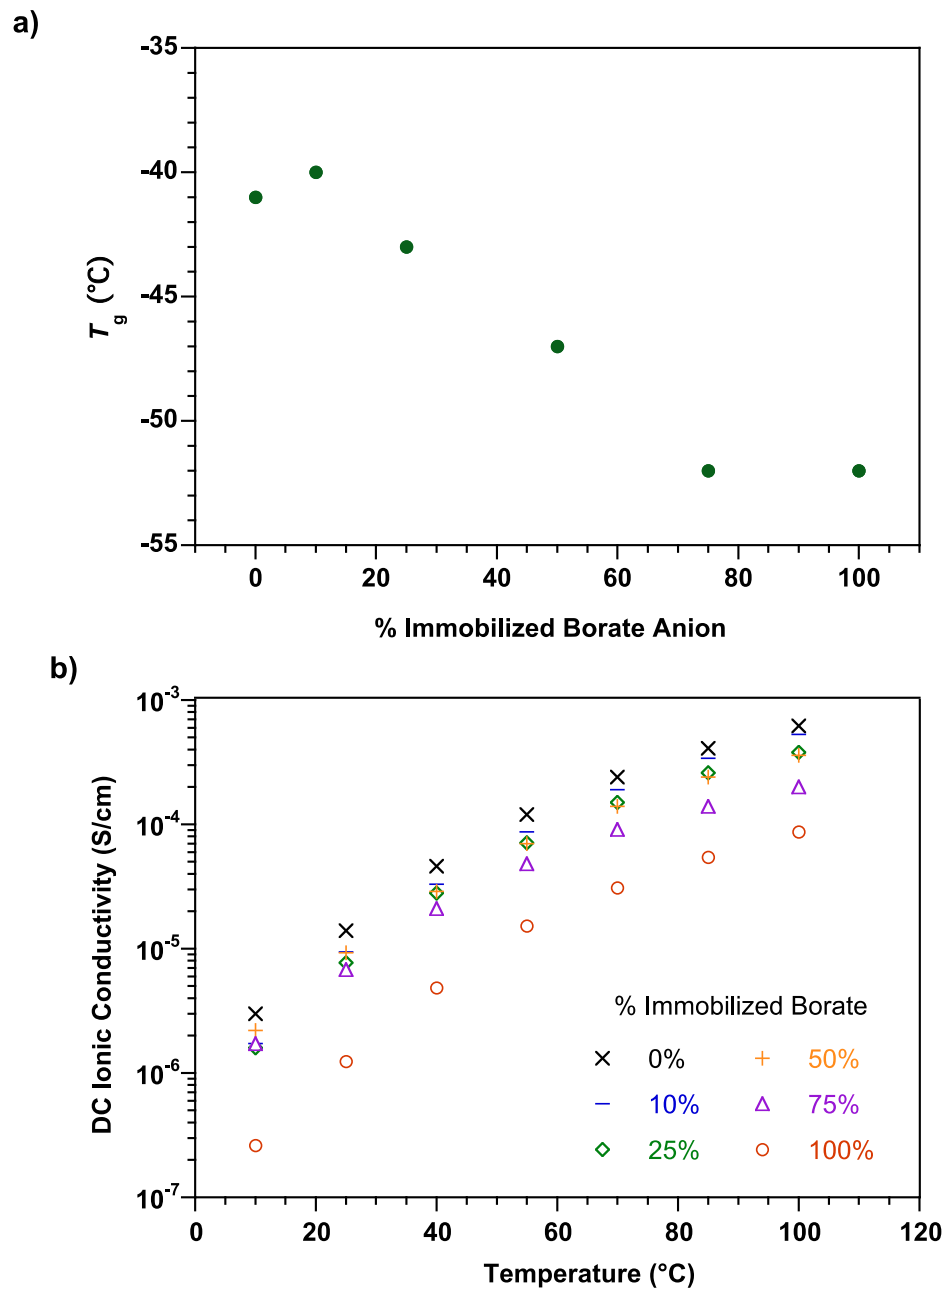 a)
-35
-40
-45
-50
-55
T g (°C)
0 20 40 60 80 100
% Immobilized Borate Anion
b)
10-3
10-4
10-5
10-6
10-7
DC Ionic Conductivity (S/cm)
% Immobilized Borate
0% 50%
10% 75%
25% 100%
0 20 40 60 80 100 120
Temperature (°C)